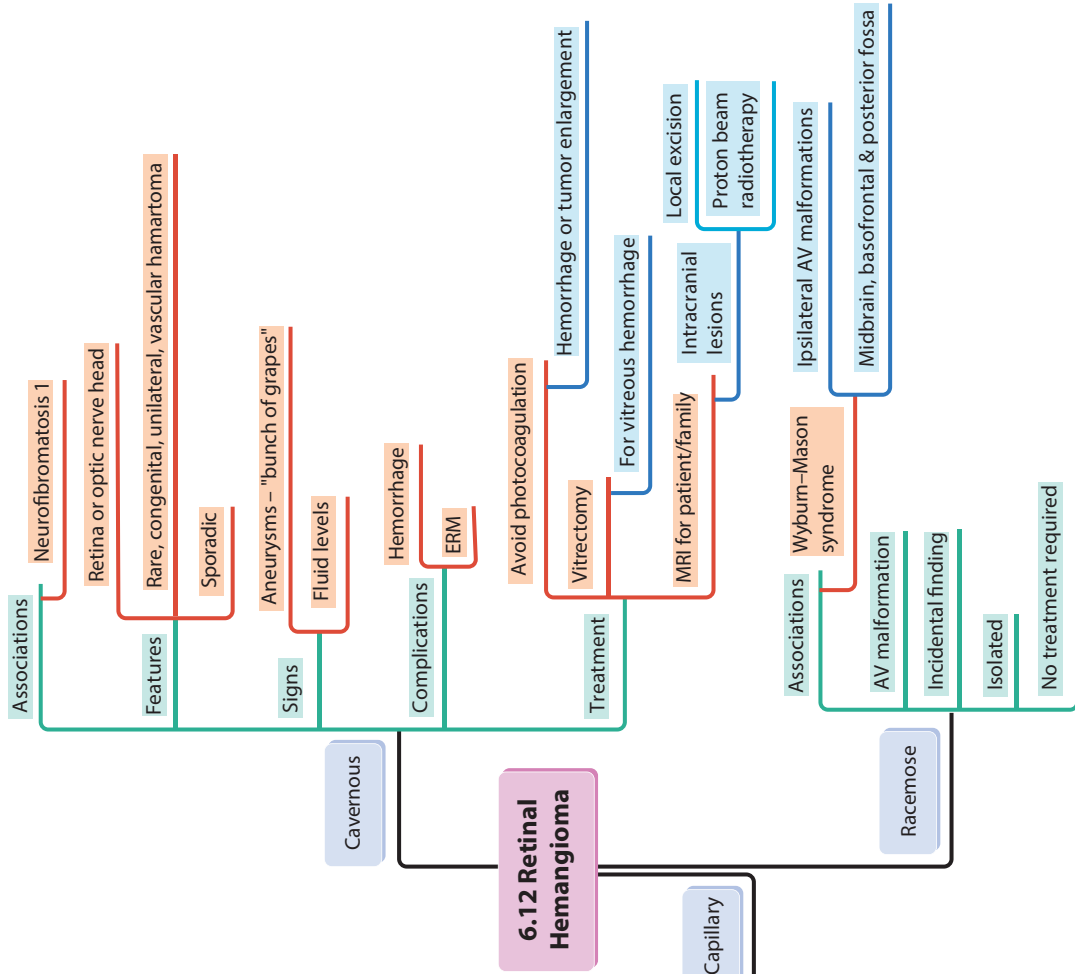 6.12 Retinal
Hemangioma
Cavernous
Associations
Neurofibromatosis 1
Features
Retina or optic nerve head
Rare, congenital, unilateral, vascular hamartoma
Sporadic
Signs
Aneurysms – "bunch of grapes"
Fluid levels
Complications
Hemorrhage
ERM
Treatment
Avoid photocoagulation
Hemorrhage or tumor enlargement
Vitrectomy
For vitreous hemorrhage
MRI for patient/family
Intracranial
lesions
Local excision
Proton beam
radiotherapy
Racemose
Associations
Wyburn–Mason
syndrome
Ipsilateral AV malformations
Midbrain, basofrontal & posterior fossa
AV malformation
Incidental finding
Isolated
No treatment required
Capillary